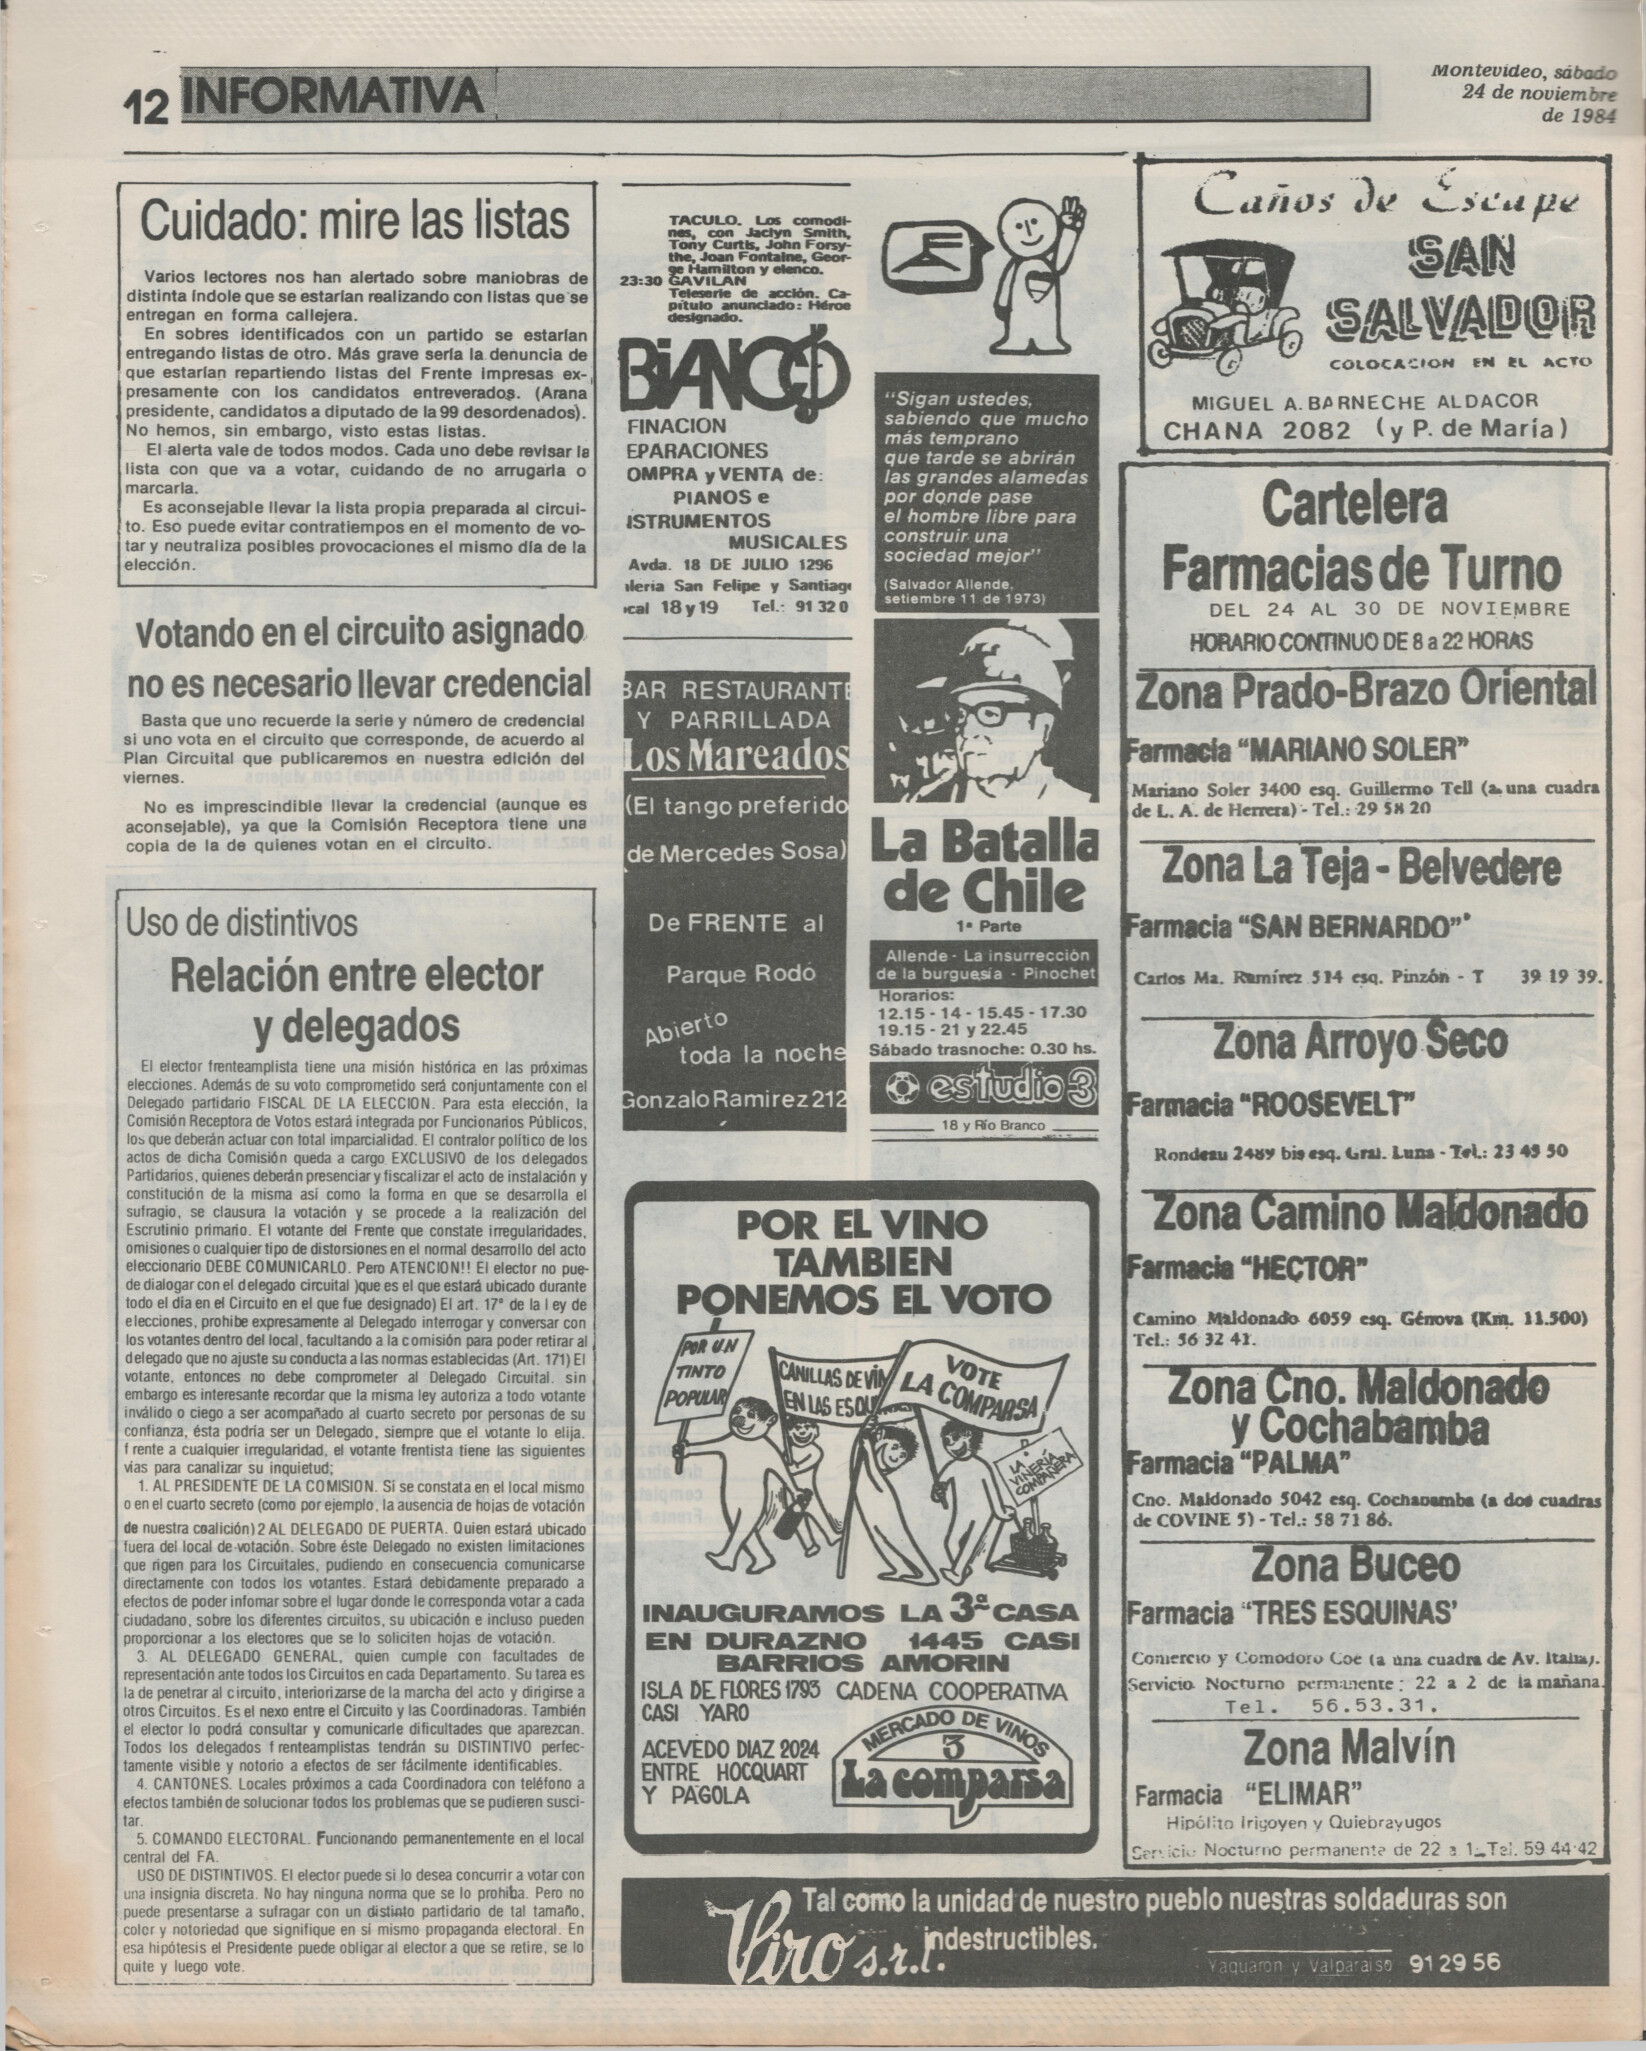 12 INFORMATIVA
Montevideo, sábado
24 de noviembre
de 1984
Cuidado: mire las listas
Varios lectores nos han alertado sobre maniobras de
distinta índole que se estarían realizando con listas que se
entregan en forma callejera.
En sobres identificados con un partido se estarían
entregando listas de otro. Más grave sería la denuncia de
que estarían repartiendo listas del Frente impresas ex-
presamente con los candidatos entreverados. (Arana
presidente, candidatos a diputado de la 99 desordenados).
No hemos, sin embargo, visto estas listas.
El alerta vale de todos modos. Cada uno debe revisar la
lista con que va a votar, cuidando de no arrugarla o
marcarla.
Es aconsejable llevar la lista propia preparada al circui-
to. Eso puede evitar contratiempos en el momento de vo-
tar y neutraliza posibles provocaciones el mismo día de la
elección.
Votando en el circuito asignado
no es necesario llevar credencial
Basta que uno recuerde la serie y número de credencial
si uno vota en el circuito que corresponde, de acuerdo al
Plan Circuital que publicaremos en nuestra edición del
viernes.
No es imprescindible llevar la credencial (aunque es
aconsejable), ya que la Comisión Receptora tiene una
copia de la de quienes votan en el circuito.
Uso de distintivos
Relación entre elector
y delegados
El elector frenteamplista tiene una misión histórica en las próximas
elecciones. Además de su voto comprometido será conjuntamente con el
Delegado partidario FISCAL DE LA ELECCION. Para esta elección, la
Comisión Receptora de Votos estará integrada por Funcionarios Públicos,
los que deberán actuar con total imparcialidad. El contralor político de los
actos de dicha Comisión queda a cargo EXCLUSIVO de los delegados
Partidarios, quienes deberán presenciar y fiscalizar el acto de instalación y
constitución de la misma así como la forma en que se desarrolla el
sufragio, se clausura la votación y se procede a la realización del
Escrutinio primario. El votante del Frente que constate irregularidades,
omisiones o cualquier tipo de distorsiones en el normal desarrollo del acto
eleccionario DEBE COMUNICARLO. Pero ATENCION!! El elector no pue-
de dialogar con el delegado circuital )que es el que estará ubicado durante
todo el día en el Circuito en el que fue designado) El art. 17º de la ley de
elecciones, prohibe expresamente al Delegado interrogar y conversar con
los votantes dentro del local, facultando a la comisión para poder retirar al
delegado que no ajuste su conducta a las normas establecidas (Art. 171) El
votante, entonces no debe comprometer al Delegado Circuital. sin
embargo es interesante recordar que la misma ley autoriza a todo votante
inválido o ciego a ser acompañado al cuarto secreto por personas de su
confianza, ésta podría ser un Delegado, siempre que el votante lo elija.
frente a cualquier irregularidad, el votante frentista tiene las siguientes
vías para canalizar su inquietud;
1. AL PRESIDENTE DE LA COMISION. Si se constata en el local mismo
o en el cuarto secreto (como por ejemplo, la ausencia de hojas de votación
de nuestra coalición) 2 AL DELEGADO DE PUERTA. Quien estará ubicado
fuera del local de votación. Sobre éste Delegado no existen limitaciones
que rigen para los Circuitales, pudiendo en consecuencia comunicarse
directamente con todos los votantes. Estará debidamente preparado a
efectos de poder infomar sobre el lugar donde le corresponda votar a cada
ciudadano, sobre los diferentes circuitos, su ubicación e incluso pueden
proporcionar a los electores que se lo soliciten hojas de votación.
3. AL DELEGADO GENERAL, quien cumple con facultades de
representación ante todos los Circuitos en cada Departamento. Su tarea es
la de penetrar al circuito, interiorizarse de la marcha del acto y dirigirse a
otros Circuitos. Es el nexo entre el Circuito y las Coordinadoras. También
el elector lo podrá consultar y comunicarle dificultades que aparezcan.
Todos los delegados frenteamplistas tendrán su DISTINTIVO perfec-
tamente visible y notorio a efectos de ser fácilmente identificables.
4. CANTONES. Locales próximos a cada Coordinadora con teléfono a
efectos también de solucionar todos los problemas que se pudieren susci-
tar.
5. COMANDO ELECTORAL. Funcionando permanentemente en el local
central del FA.
USO DE DISTINTIVOS. El elector puede si lo desea concurrir a votar con
una insignia discreta. No hay ninguna norma que se lo prohiba. Pero no
puede presentarse a sufragar con un distinto partidario de tal tamaño,
color y notoriedad que signifique en si mismo propaganda electoral. En
esa hipótesis el Presidente puede obligar al elector a que se retire, se lo
quite y luego vote.
TACULO. Los comodi-
nes, con Jaclyn Smith,
Tony Curtis, John Forsy-
the, Joan Fontaine, Geor-
ge Hamilton y elenco.
23:30 GAVILAN
Teleserie de acción. Ca-
pítulo anunciado: Héroe
designado.
BIANCO
FINACION
EPARACIONES
OMPRA y VENTA de:
PIANOS e
ISTRUMENTOS
MUSICALES
Avda. 18 DE JULIO 1296
lería San Felipe y Santiago
cal 18 y 19 Tel.: 91 320
BAR RESTAURANTE
Y PARRILLADA
Los Mareados
(El tango preferido
de Mercedes Sosa)
De FRENTE al
Parque Rodó
Abierto
toda la noche
Gonzalo Ramirez 212
"Sigan ustedes,
sabiendo que mucho
más temprano
que tarde se abrirán
las grandes alamedas
por donde pase
el hombre libre para
construir una
sociedad mejor"
(Salvador Allende,
setiembre 11 de 1973)
La Batalla
de Chile
1ª Parte
Allende - La insurrección
de la burguesía - Pinochet
Horarios:
12.15 - 14 - 15.45 - 17.30
19.15 - 21 y 22.45
Sábado trasnoche: 0.30 hs.
estudio 3
18 y Río Branco
POR EL VINO
TAMBIEN
PONEMOS EL VOTO
POR UN
TINTO
POPULAR
CANILLAS DE VIN
EN LAS ESQU
VOTE
LA COMPARSA
LA
VINERÍA
COMPAÑERA
INAUGURAMOS LA 3ª CASA
EN DURAZNO 1445 CASI
BARRIOS AMORIN
ISLA DE FLORES 1793 CADENA COOPERATIVA
CASI YARO
ACEVEDO DIAZ 2024
ENTRE HOCQUART
Y PAGOLA
MERCADO DE VINOS
3
La comparsa
Caños de Escape
SAN
SALVADOR
COLOCACION EN EL ACTO
MIGUEL A. BARNECHE ALDACOR
CHANA 2082 (y P. de María)
Cartelera
Farmacias de Turno
DEL 24 AL 30 DE NOVIEMBRE
HORARIO CONTINUO DE 8 a 22 HORAS
Zona Prado-Brazo Oriental
Farmacia "MARIANO SOLER"
Mariano Soler 3400 esq. Guillermo Tell (a una cuadra
de L. A. de Herrera) - Tel.: 29 58 20
Zona La Teja - Belvedere
Farmacia "SAN BERNARDO"
Carlos Ma. Ramírez 514 esq. Pinzón - T 39 19 39.
Zona Arroyo Seco
Farmacia "ROOSEVELT"
Rondeau 2489 bis esq. Gral. Luna - Tel.: 23 45 50
Zona Camino Maldonado
Farmacia "HECTOR"
Camino Maldonado 6059 esq. Génova (Km. 11.500)
Tel.: 56 32 41.
Zona Cno. Maldonado
y Cochabamba
Farmacia "PALMA"
Cno. Maldonado 5042 esq. Cochabamba (a dos cuadras
de COVINE 5) - Tel.: 58 71 86.
Zona Buceo
Farmacia "TRES ESQUINAS'
Comercio y Comodoro Coe (a una cuadra de Av. Italia).
Servicio Nocturno permanente: 22 a 2 de la mañana.
Tel. 56.53.31.
Zona Malvín
Farmacia "ELIMAR"
Hipólito Irigoyen y Quiebrayugos
Servicio Nocturno permanente de 22 a 1 Tel. 59 44 42
Tal como la unidad de nuestro pueblo nuestras soldaduras son
indestructibles.
Viro s.r.l.
Yaguaron y Valparaiso 91 29 56